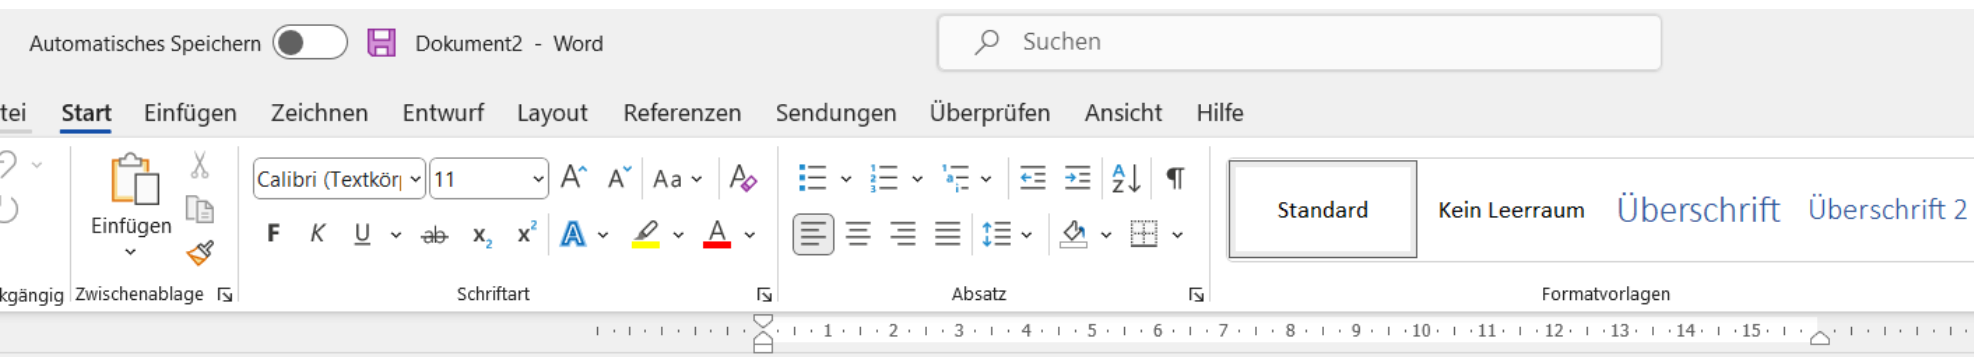 Automatisches Speichern Dokument2 - Word Suchen
tei Start Einfügen Zeichnen Entwurf Layout Referenzen Sendungen Überprüfen Ansicht Hilfe
Calibri (Textkör 11 A A Aa A
Einfügen
F K U ab x₂ x² A A
Standard Kein Leerraum Überschrift Überschrift 2
kgängig Zwischenablage Schriftart Absatz Formatvorlagen
1 2 3 4 5 6 7 8 9 10 11 12 13 14 15